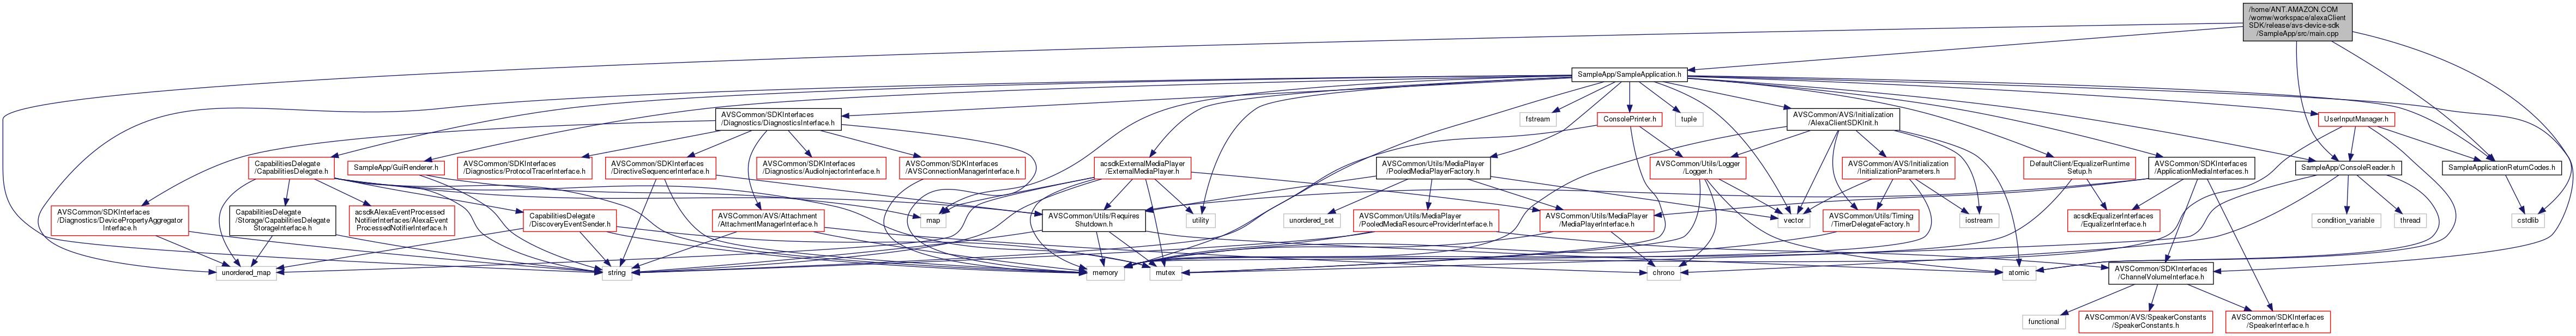 /home/ANT.AMAZON.COM
/womw/workspace/alexaClient
SDK/release/avs-device-sdk
/SampleApp/src/main.cpp
SampleApp/SampleApplication.h
AVSCommon/SDKInterfaces
/Diagnostics/DiagnosticsInterface.h
fstream
ConsolePrinter.h
tuple
AVSCommon/AVS/Initialization
/AlexaClientSDKInit.h
UserInputManager.h
CapabilitiesDelegate
/CapabilitiesDelegate.h
SampleApp/GuiRenderer.h
AVSCommon/SDKInterfaces
/Diagnostics/ProtocolTracerInterface.h
AVSCommon/SDKInterfaces
/DirectiveSequencerInterface.h
AVSCommon/SDKInterfaces
/Diagnostics/AudioInjectorInterface.h
AVSCommon/SDKInterfaces
/AVSConnectionManagerInterface.h
acsdkExternalMediaPlayer
/ExternalMediaPlayer.h
AVSCommon/Utils/MediaPlayer
/PooledMediaPlayerFactory.h
AVSCommon/Utils/Logger
/Logger.h
AVSCommon/AVS/Initialization
/InitializationParameters.h
DefaultClient/EqualizerRuntime
Setup.h
AVSCommon/SDKInterfaces
/ApplicationMediaInterfaces.h
SampleApp/ConsoleReader.h
SampleApplicationReturnCodes.h
AVSCommon/SDKInterfaces
/Diagnostics/DevicePropertyAggregator
Interface.h
CapabilitiesDelegate
/Storage/CapabilitiesDelegate
StorageInterface.h
acsdkAlexaEventProcessed
NotifierInterfaces/AlexaEvent
ProcessedNotifierInterface.h
CapabilitiesDelegate
/DiscoveryEventSender.h
AVSCommon/AVS/Attachment
/AttachmentManagerInterface.h
map
AVSCommon/Utils/Requires
Shutdown.h
utility
unordered_set
AVSCommon/Utils/MediaPlayer
/PooledMediaResourceProviderInterface.h
AVSCommon/Utils/MediaPlayer
/MediaPlayerInterface.h
vector
AVSCommon/Utils/Timing
/TimerDelegateFactory.h
iostream
acsdkEqualizerInterfaces
/EqualizerInterface.h
condition_variable
thread
cstdlib
unordered_map
string
memory
mutex
chrono
atomic
AVSCommon/SDKInterfaces
/ChannelVolumeInterface.h
functional
AVSCommon/AVS/SpeakerConstants
/SpeakerConstants.h
AVSCommon/SDKInterfaces
/SpeakerInterface.h